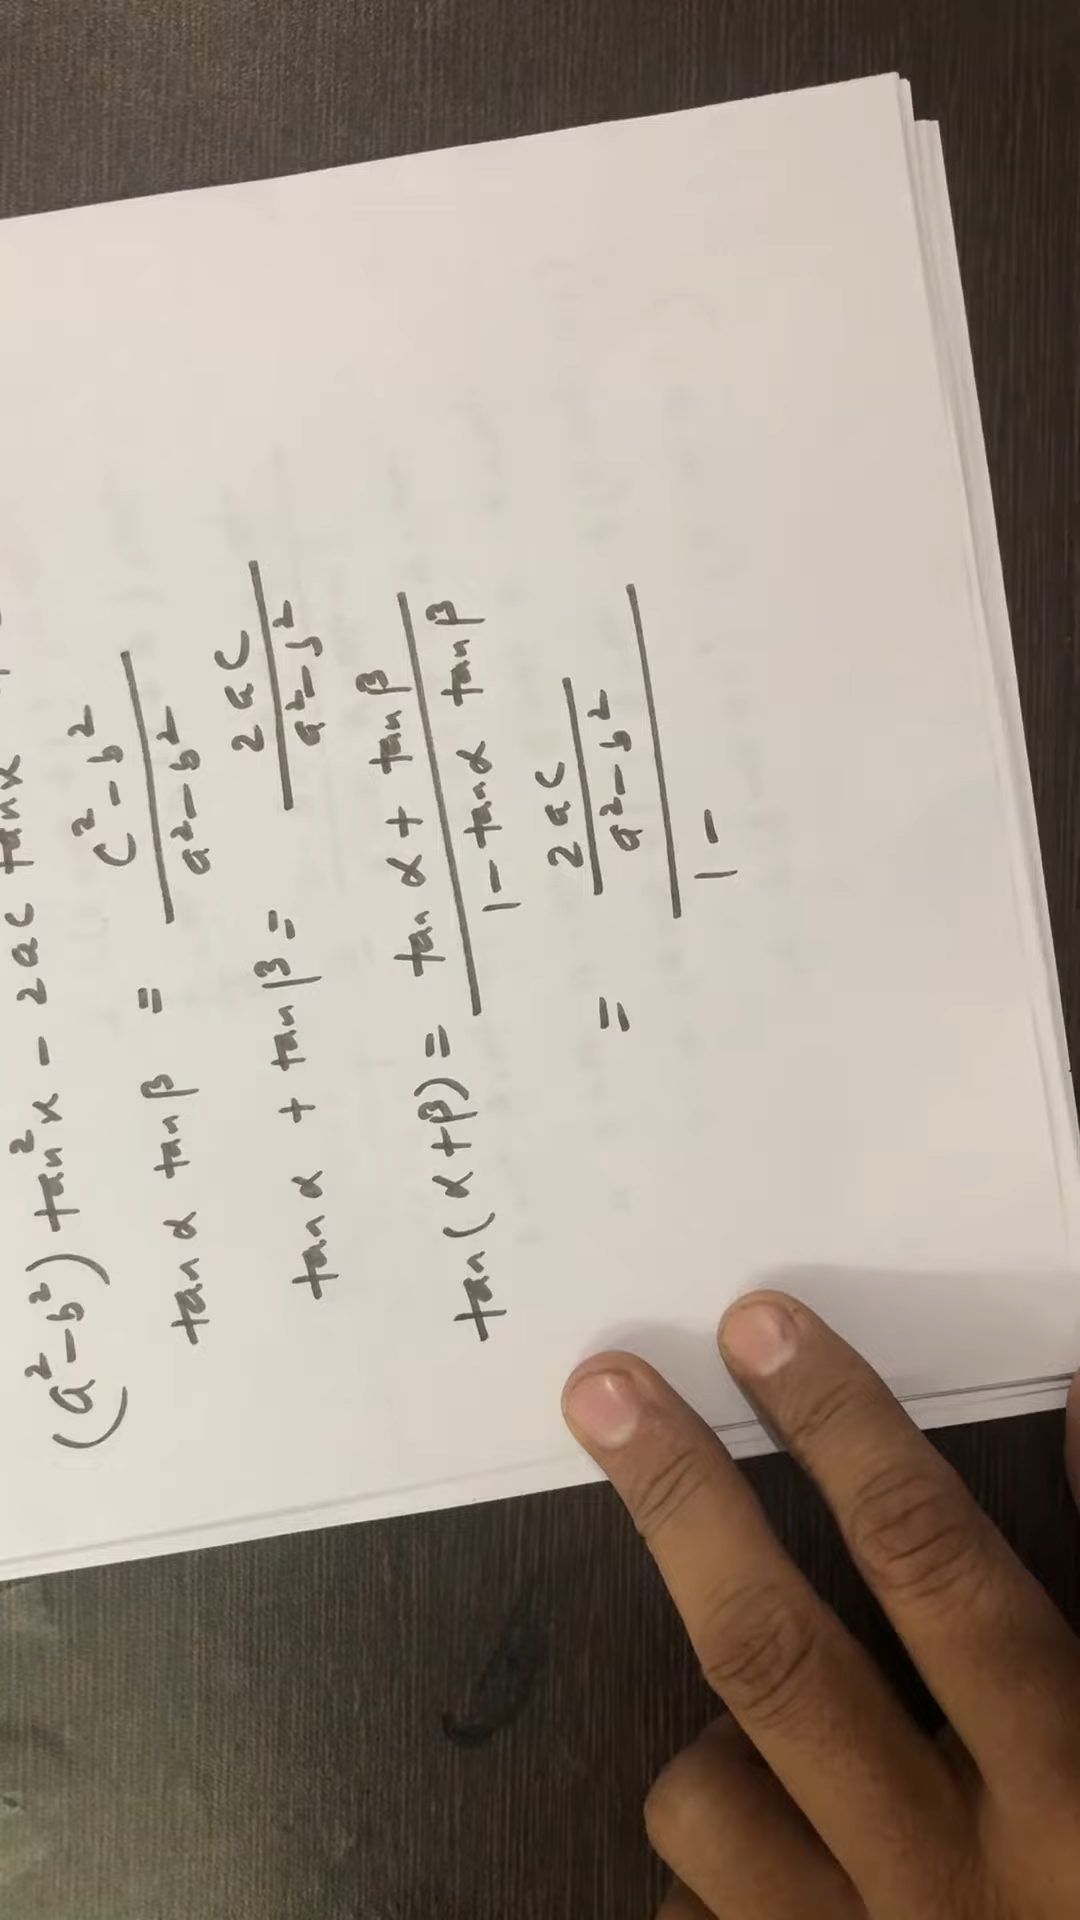 (a² - b²) tan²x - 2ac tanx
tan α tan β = (c² - b²) / (a² - b²)
tan α + tan β = 2ac / (a² - b²)
tan(α+β) = (tan α + tan β) / (1 - tan α tan β)
= (2ac / (a² - b²)) / (1 -